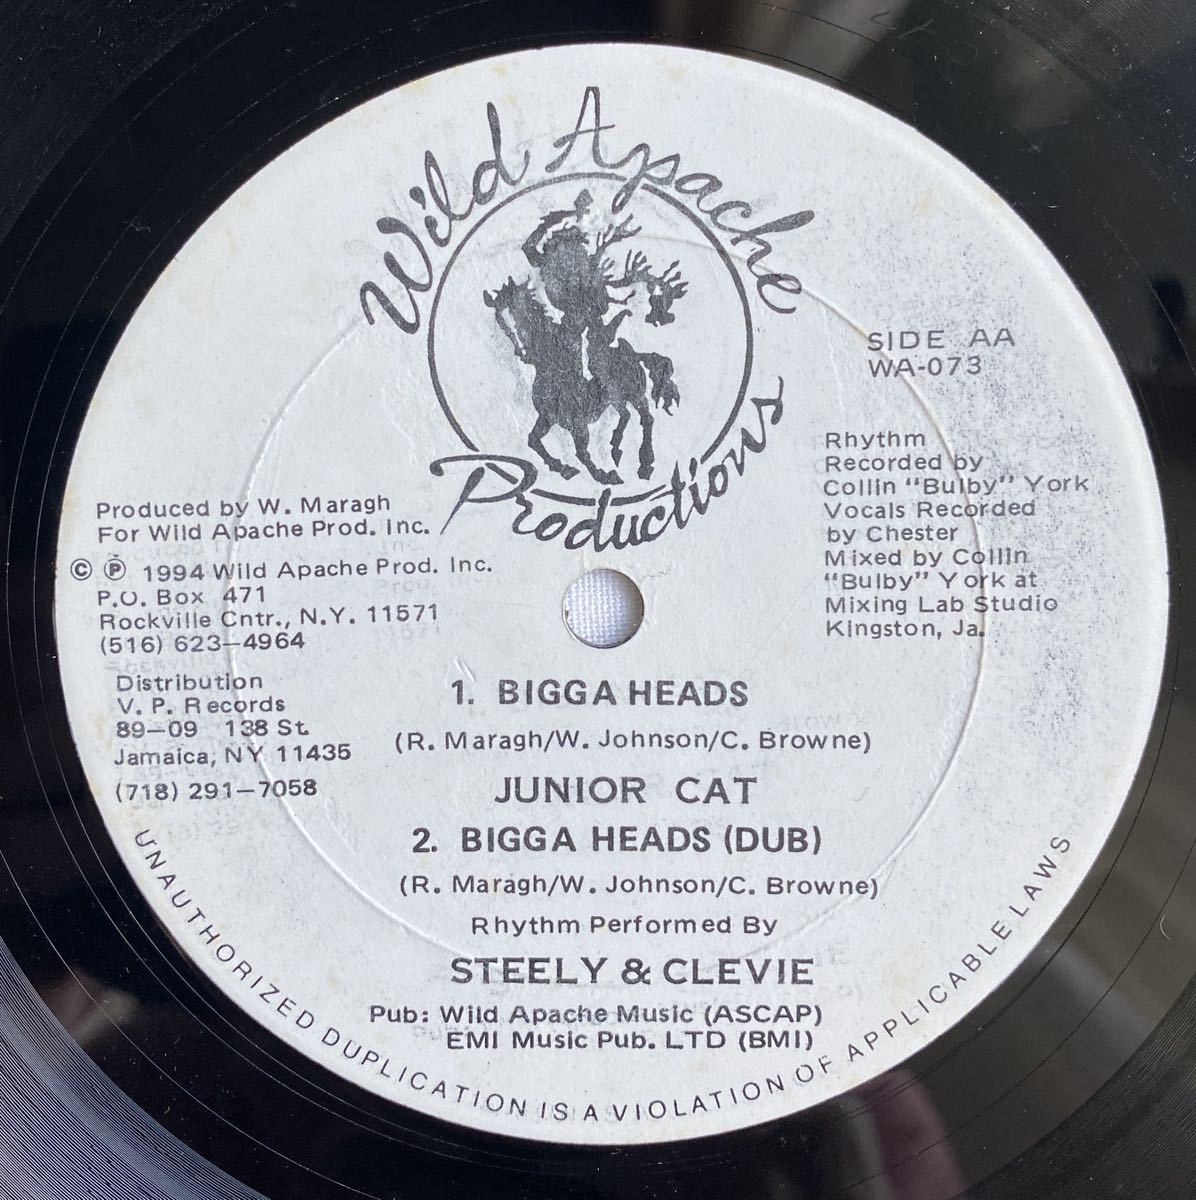 Wild Apache
Productions
SIDE AA
WA-073
Rhythm
Recorded by
Collin "Bulby" York
Vocals Recorded
by Chester
Mixed by Collin
"Bulby" York at
Mixing Lab Studio
Kingston, Ja.
Produced by W. Maragh
For Wild Apache Prod. Inc.
© ℗ 1994 Wild Apache Prod. Inc.
P.O. Box 471
Rockville Cntr., N.Y. 11571
(516) 623-4964
Distribution
V. P. Records
89-09 138 St.
Jamaica, NY 11435
(718) 291-7058
1. BIGGA HEADS
(R. Maragh/W. Johnson/C. Browne)
JUNIOR CAT
2. BIGGA HEADS (DUB)
(R. Maragh/W. Johnson/C. Browne)
Rhythm Performed By
STEELY & CLEVIE
Pub: Wild Apache Music (ASCAP)
EMI Music Pub. LTD (BMI)
UNAUTHORIZED DUPLICATION IS A VIOLATION OF APPLICABLE LAWS